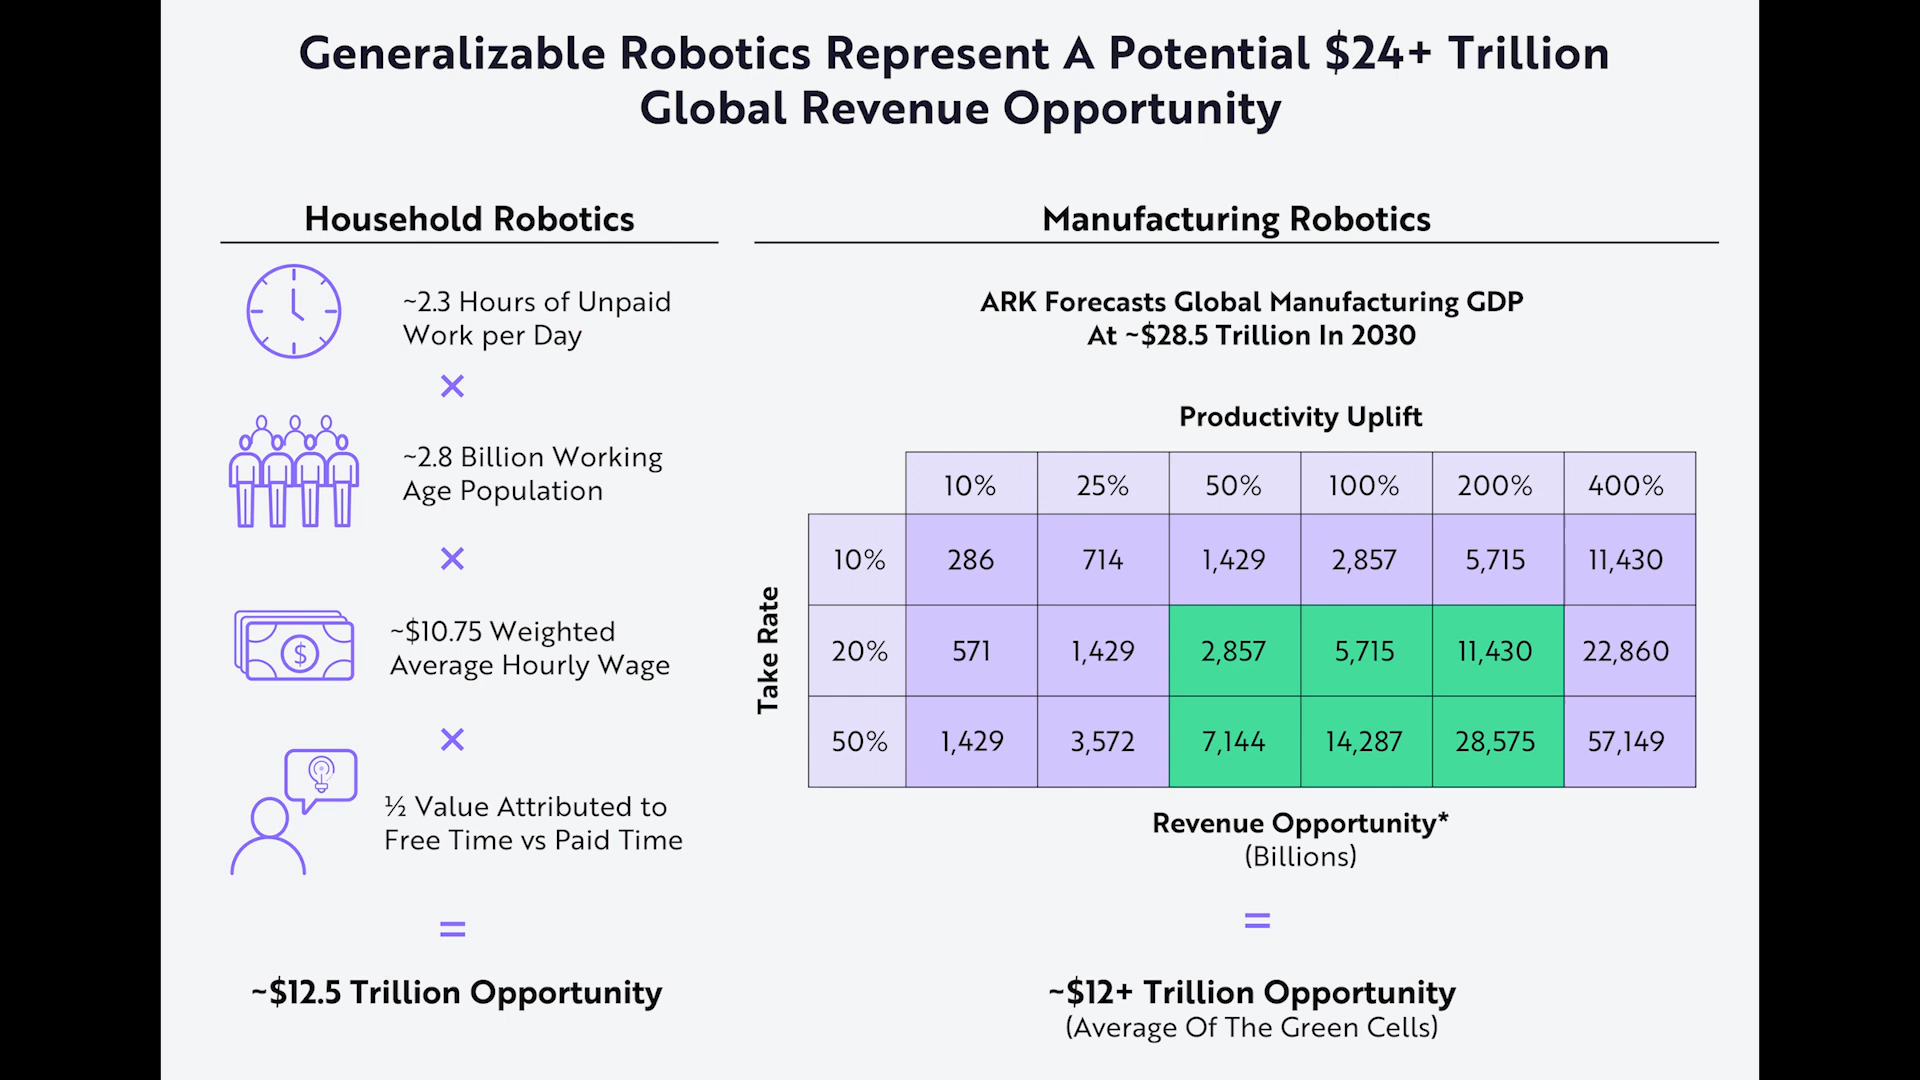 Generalizable Robotics Represent A Potential $24+ Trillion
Global Revenue Opportunity
Household Robotics
~2.3 Hours of Unpaid
Work per Day
×
~2.8 Billion Working
Age Population
×
$
~$10.75 Weighted
Average Hourly Wage
×
½ Value Attributed to
Free Time vs Paid Time
=
~$12.5 Trillion Opportunity
Manufacturing Robotics
ARK Forecasts Global Manufacturing GDP
At ~$28.5 Trillion In 2030
Productivity Uplift
10% 25% 50% 100% 200% 400%
Take Rate
10% 286 714 1,429 2,857 5,715 11,430
20% 571 1,429 2,857 5,715 11,430 22,860
50% 1,429 3,572 7,144 14,287 28,575 57,149
Revenue Opportunity*
(Billions)
=
~$12+ Trillion Opportunity
(Average Of The Green Cells)